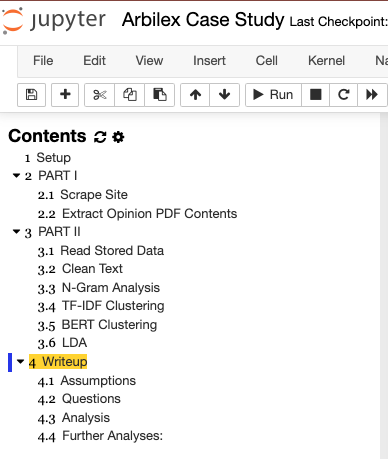 jupyter Arbilex Case Study Last Checkpoint:
File Edit View Insert Cell Kernel
Run
Contents
1 Setup
2 PART I
2.1 Scrape Site
2.2 Extract Opinion PDF Contents
3 PART II
3.1 Read Stored Data
3.2 Clean Text
3.3 N-Gram Analysis
3.4 TF-IDF Clustering
3.5 BERT Clustering
3.6 LDA
4 Writeup
4.1 Assumptions
4.2 Questions
4.3 Analysis
4.4 Further Analyses: